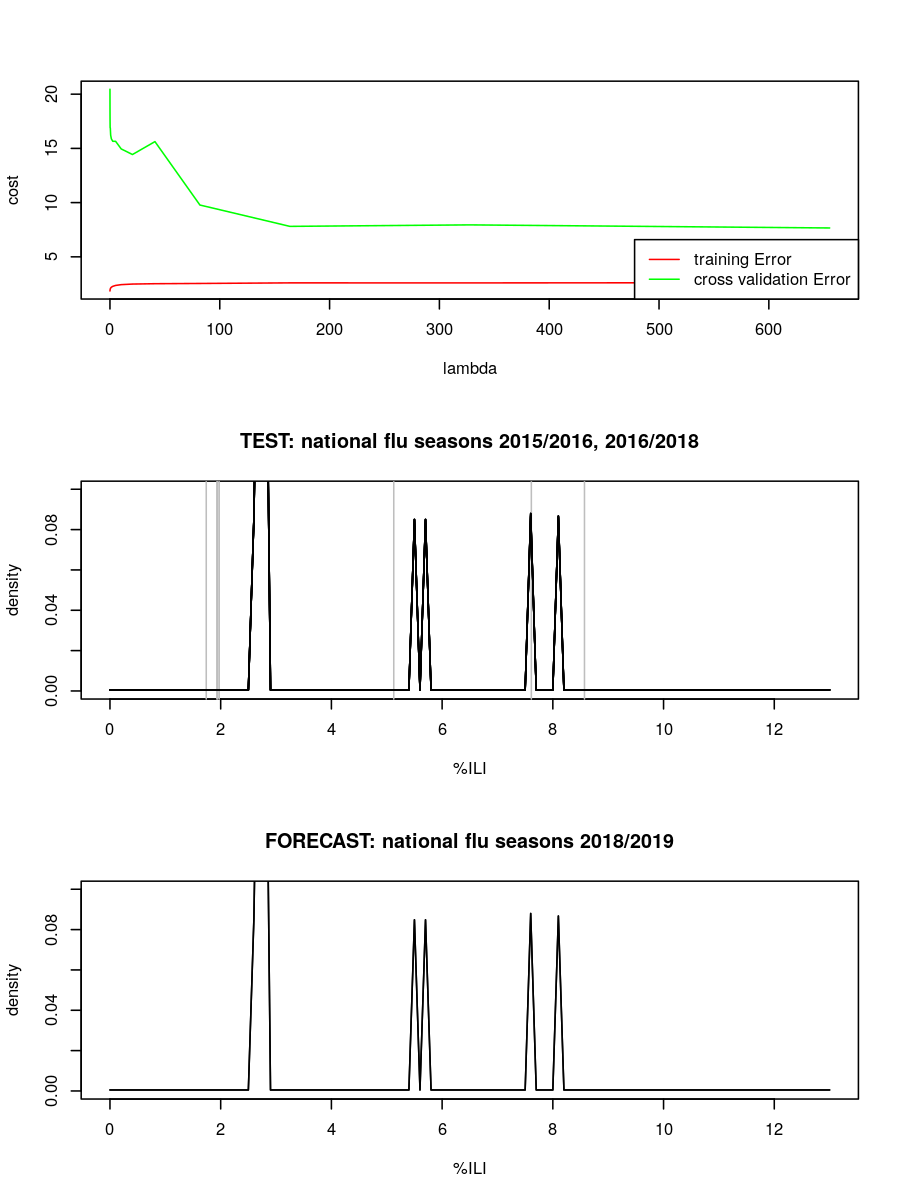 20
15
10
5
cost
training Error
cross validation Error
0 100 200 300 400 500 600
lambda
TEST: national flu seasons 2015/2016, 2016/2018
0.08
0.04
0.00
density
0 2 4 6 8 10 12
%ILI
FORECAST: national flu seasons 2018/2019
0.08
0.04
0.00
density
0 2 4 6 8 10 12
%ILI